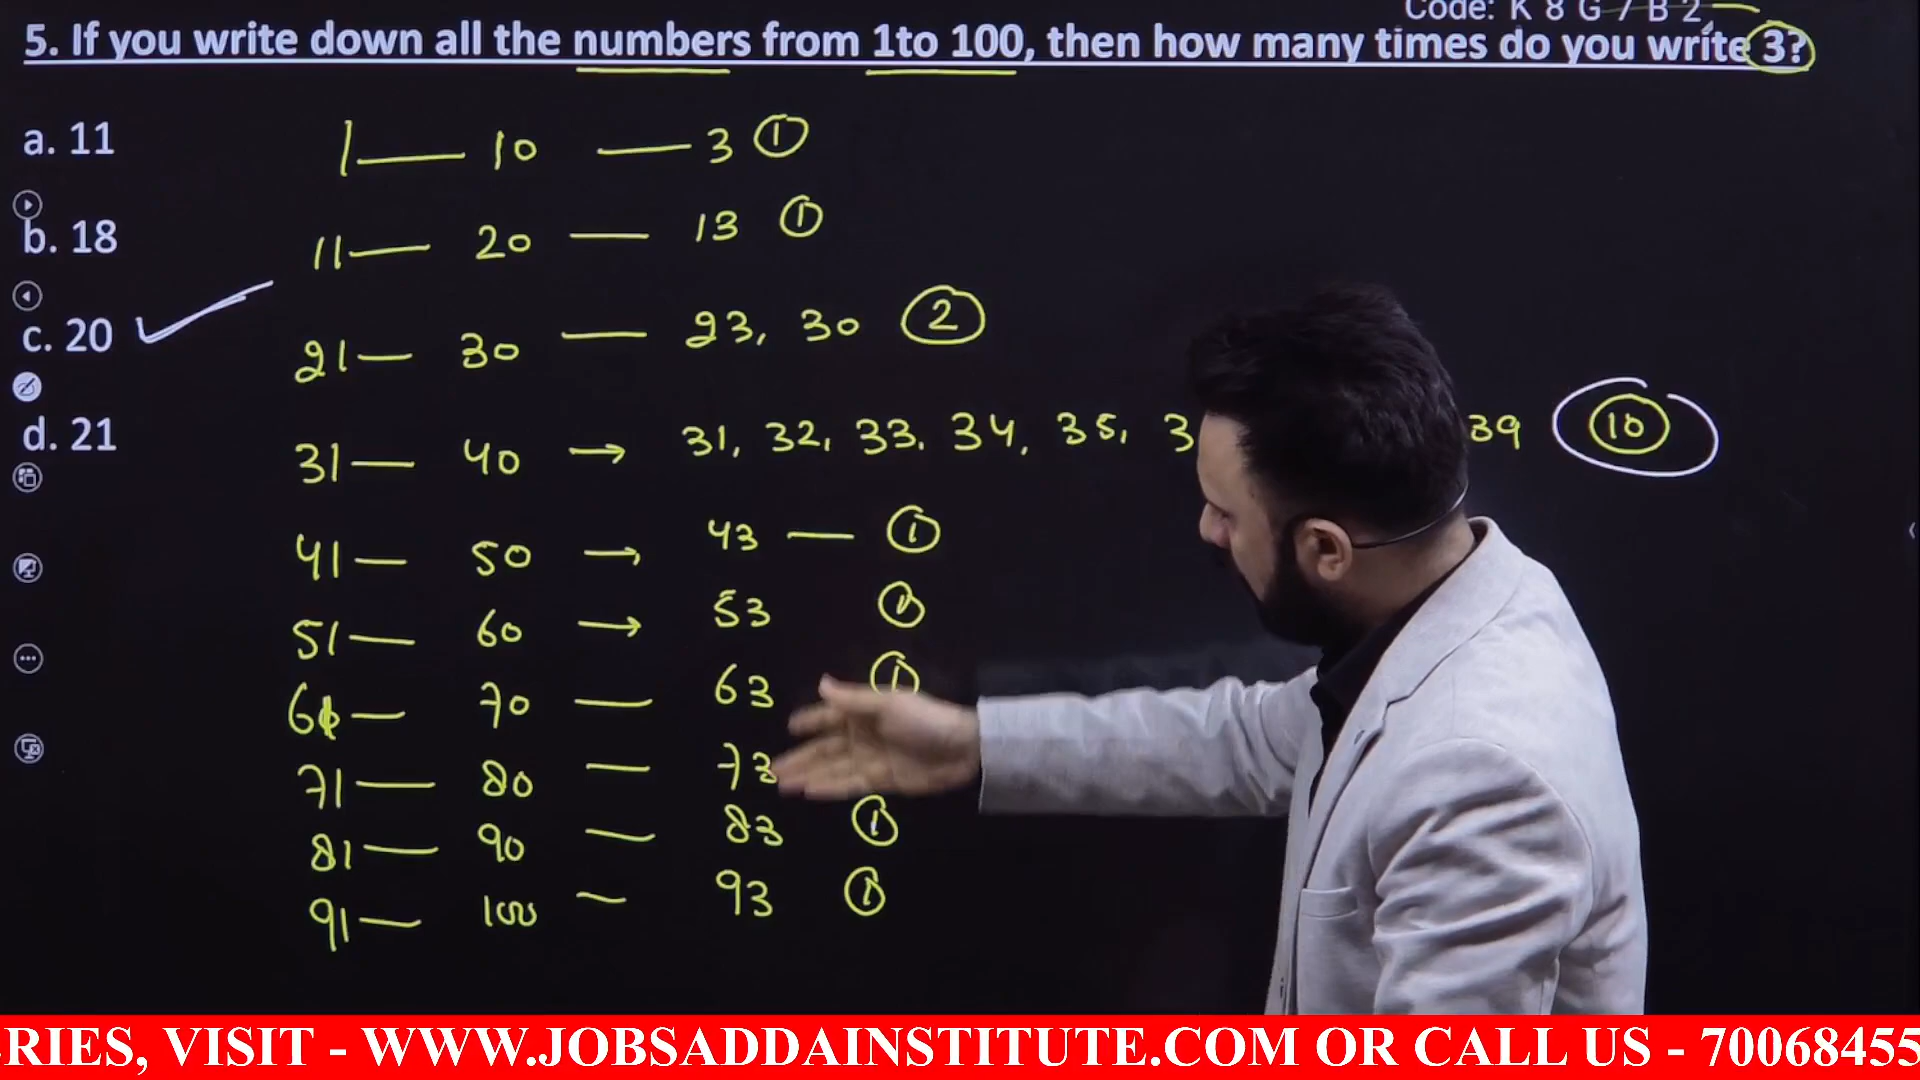 Code: K 8 G 7 B 2
5. If you write down all the numbers from 1to 100, then how many times do you write 3?
a. 11
b. 18
c. 20
d. 21
1 — 10 — 3 ①
11 — 20 — 13 ①
21 — 30 — 23, 30 ②
31 — 40 → 31, 32, 33, 34, 35, 3 39 ⑩
41 — 50 → 43 — ①
51 — 60 → 53 ①
61 — 70 — 63 ①
71 — 80 — 73
81 — 90 — 83 ①
91 — 100 — 93 ①
RIES, VISIT - WWW.JOBSADDAINSTITUTE.COM OR CALL US - 70068455